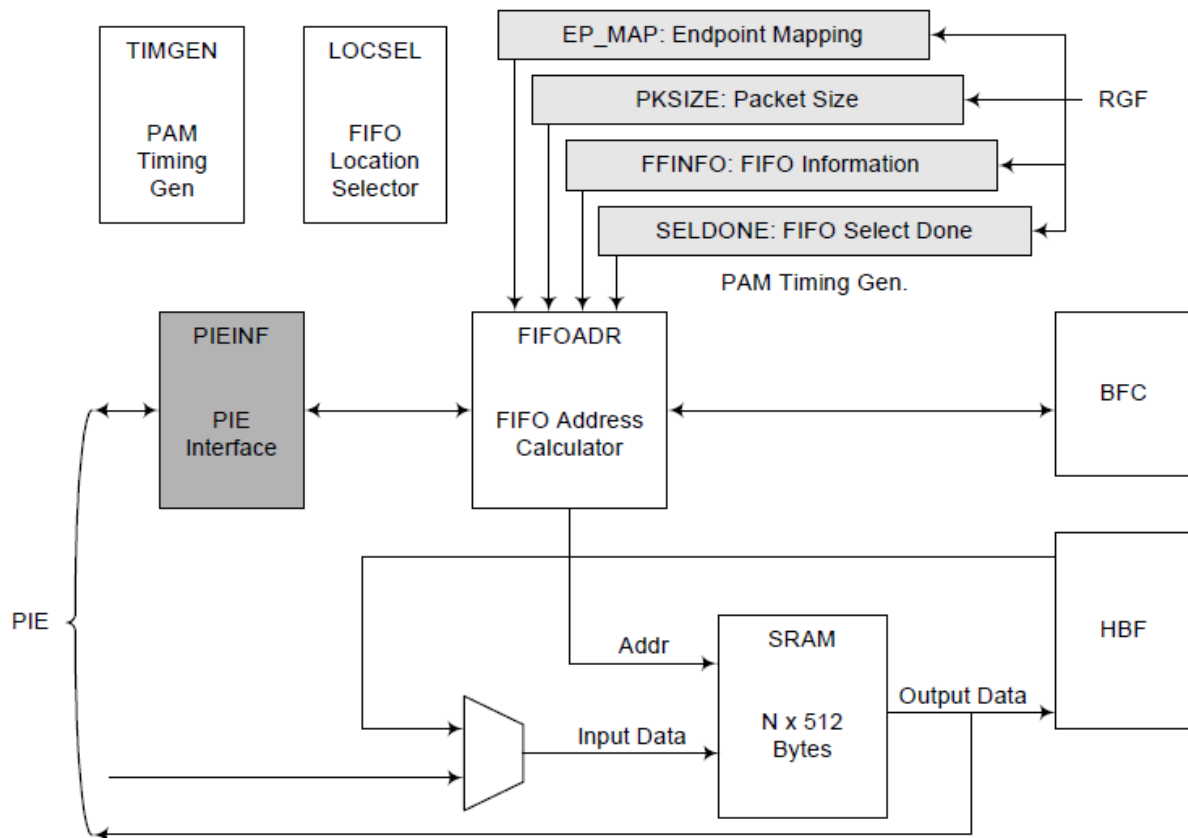 TIMGEN
PAM
Timing
Gen
LOCSEL
FIFO
Location
Selector
EP_MAP: Endpoint Mapping
PKSIZE: Packet Size
RGF
FFINFO: FIFO Information
SELDONE: FIFO Select Done
PAM Timing Gen.
PIEINF
PIE
Interface
FIFOADR
FIFO Address
Calculator
BFC
PIE
Addr
SRAM
N x 512
Bytes
HBF
Output Data
Input Data